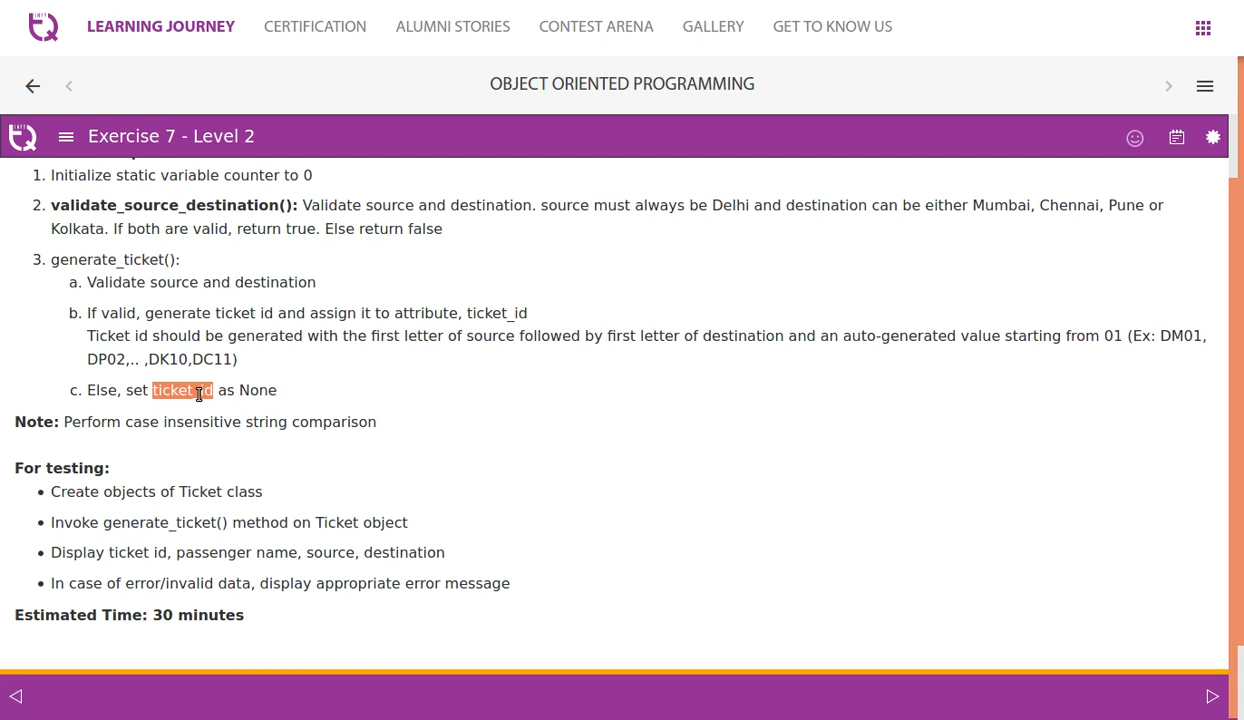 LEARNING JOURNEY CERTIFICATION ALUMNI STORIES CONTEST ARENA GALLERY GET TO KNOW US
OBJECT ORIENTED PROGRAMMING
Exercise 7 - Level 2
1. Initialize static variable counter to 0
2. validate_source_destination(): Validate source and destination. source must always be Delhi and destination can be either Mumbai, Chennai, Pune or
Kolkata. If both are valid, return true. Else return false
3. generate_ticket():
a. Validate source and destination
b. If valid, generate ticket id and assign it to attribute, ticket_id
Ticket id should be generated with the first letter of source followed by first letter of destination and an auto-generated value starting from 01 (Ex: DM01,
DP02,.. ,DK10,DC11)
c. Else, set ticket_id as None
Note: Perform case insensitive string comparison
For testing:
• Create objects of Ticket class
• Invoke generate_ticket() method on Ticket object
• Display ticket id, passenger name, source, destination
• In case of error/invalid data, display appropriate error message
Estimated Time: 30 minutes